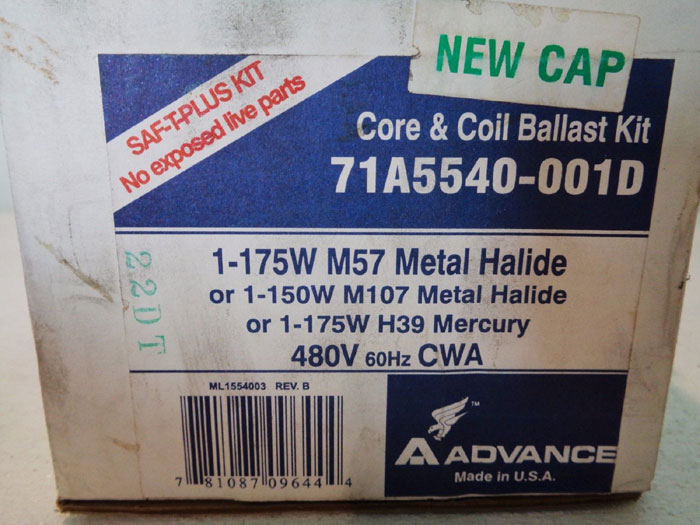 NEW CAP
SAF-T-PLUS KIT
No exposed live parts
Core & Coil Ballast Kit
71A5540-001D
22DT
1-175W M57 Metal Halide
or 1-150W M107 Metal Halide
or 1-175W H39 Mercury
480V 60Hz CWA
ML1554003 REV. B
7 81087 09644 4
TM
A ADVANCE
Made in U.S.A.